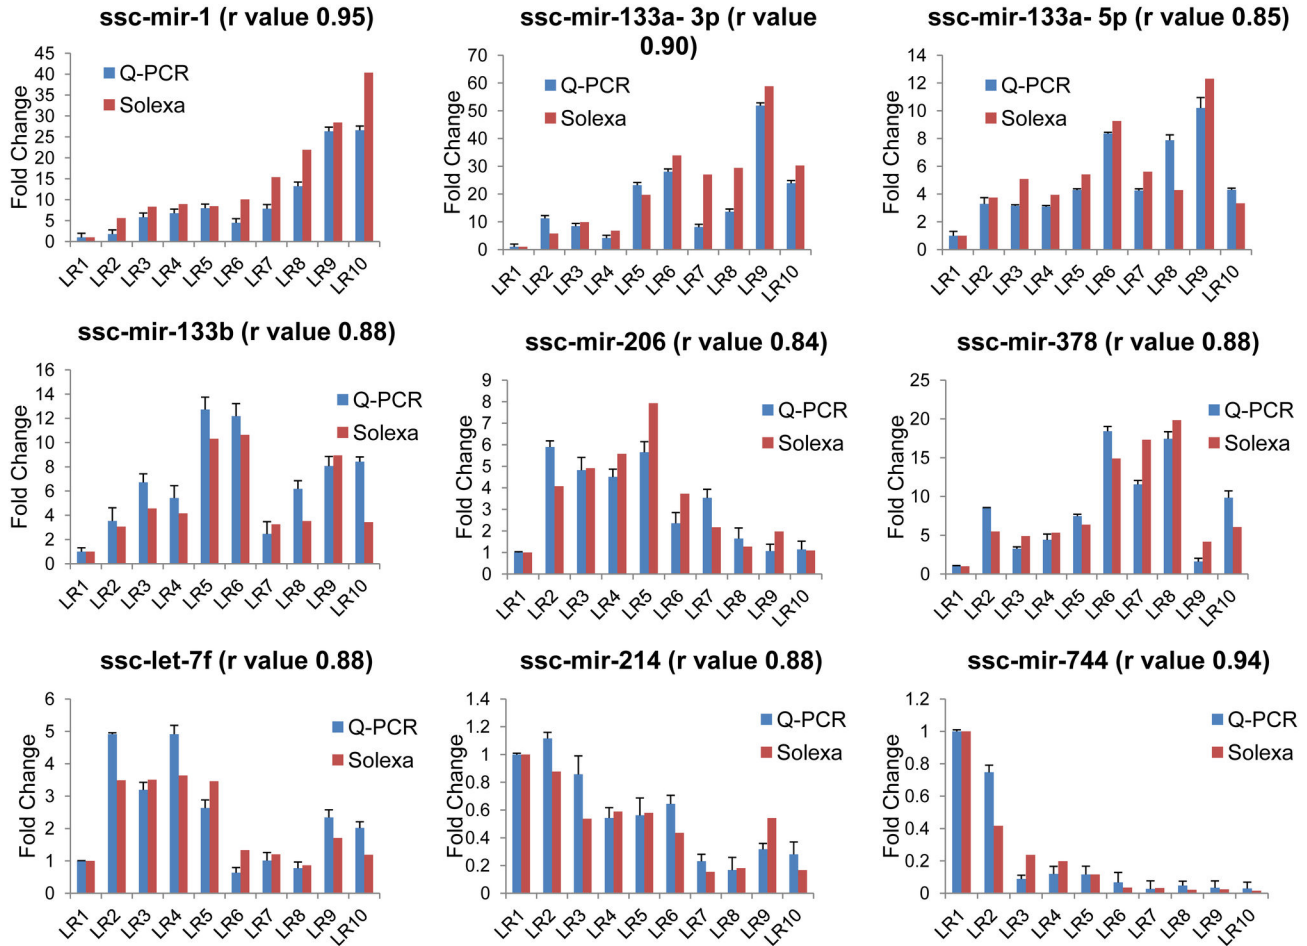 ssc-mir-1 (r value 0.95)
Fold Change
45
40
35
30
25
20
15
10
5
0
Q-PCR
Solexa
LR1
LR2
LR3
LR4
LR5
LR6
LR7
LR8
LR9
LR10
ssc-mir-133a- 3p (r value
0.90)
Fold Change
70
60
50
40
30
20
10
0
Q-PCR
Solexa
LR1
LR2
LR3
LR4
LR5
LR6
LR7
LR8
LR9
LR10
ssc-mir-133a- 5p (r value 0.85)
Fold Change
14
12
10
8
6
4
2
0
Q-PCR
Solexa
LR1
LR2
LR3
LR4
LR5
LR6
LR7
LR8
LR9
LR10
ssc-mir-133b (r value 0.88)
Fold Change
16
14
12
10
8
6
4
2
0
Q-PCR
Solexa
LR1
LR2
LR3
LR4
LR5
LR6
LR7
LR8
LR9
LR10
ssc-mir-206 (r value 0.84)
Fold Change
9
8
7
6
5
4
3
2
1
0
Q-PCR
Solexa
LR1
LR2
LR3
LR4
LR5
LR6
LR7
LR8
LR9
LR10
ssc-mir-378 (r value 0.88)
Fold Change
25
20
15
10
5
0
Q-PCR
Solexa
LR1
LR2
LR3
LR4
LR5
LR6
LR7
LR8
LR9
LR10
ssc-let-7f (r value 0.88)
Fold Change
6
5
4
3
2
1
0
Q-PCR
Solexa
LR1
LR2
LR3
LR4
LR5
LR6
LR7
LR8
LR9
LR10
ssc-mir-214 (r value 0.88)
Fold Change
1.4
1.2
1
0.8
0.6
0.4
0.2
0
Q-PCR
Solexa
LR1
LR2
LR3
LR4
LR5
LR6
LR7
LR8
LR9
LR10
ssc-mir-744 (r value 0.94)
Fold Change
1.2
1
0.8
0.6
0.4
0.2
0
Q-PCR
Solexa
LR1
LR2
LR3
LR4
LR5
LR6
LR7
LR8
LR9
LR10